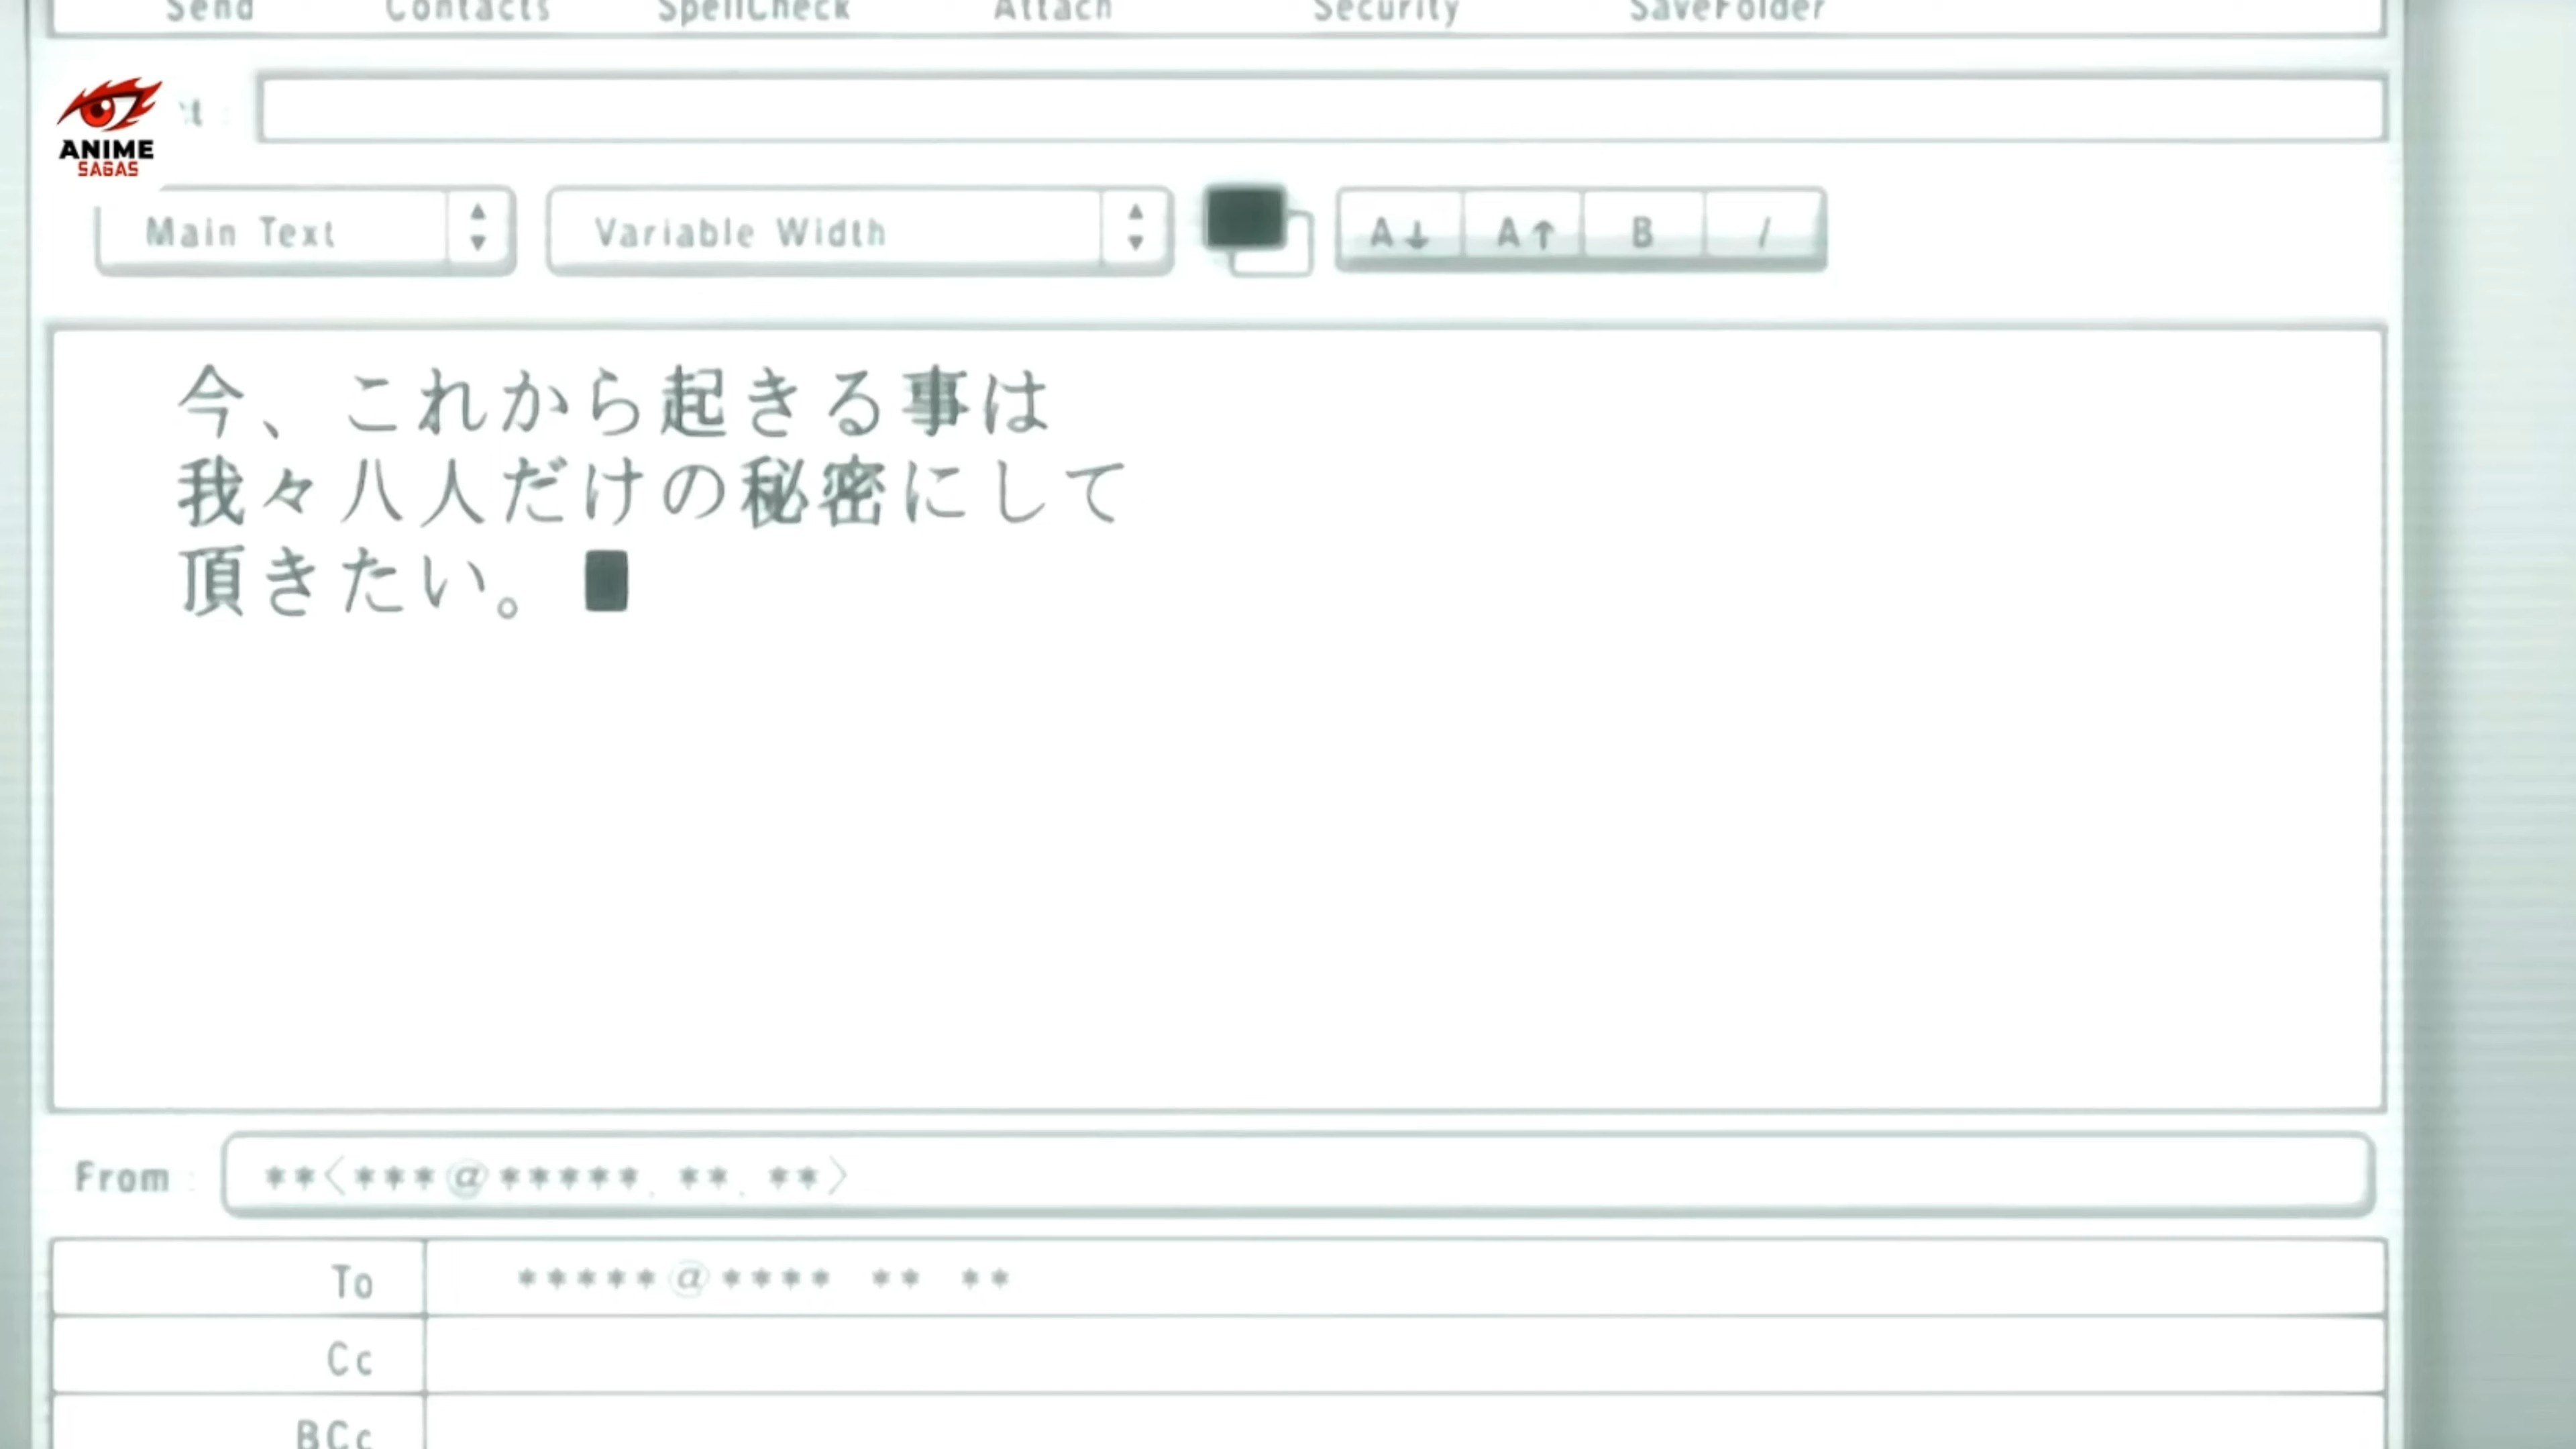 Send Contacts SpellCheck Attach Security SaveFolder
ANIME
SAGAS
Main Text Variable Width A↓ A↑ B /
今、これから起きる事は
我々八人だけの秘密にして
頂きたい。
From : **<***@*****.**.**>
To *****@**** ** **
Cc
BCc